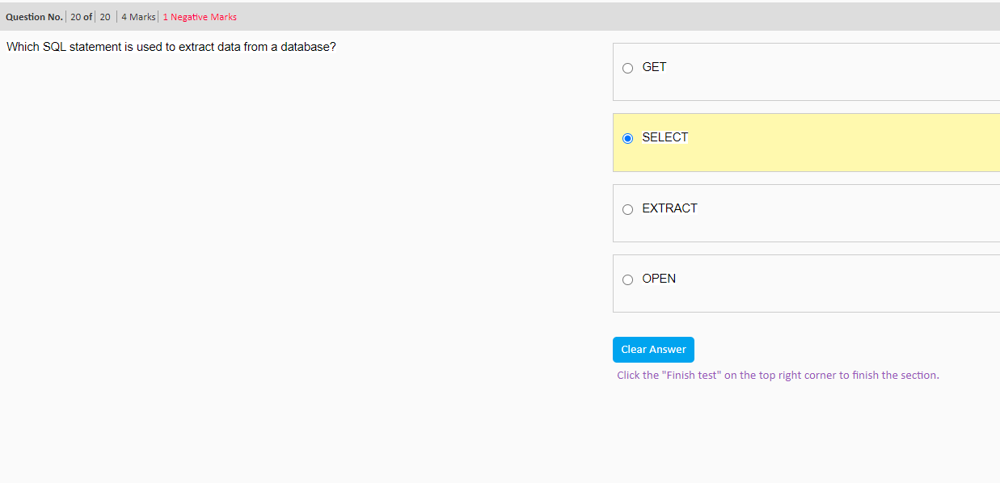 Question No. 20 of 20 4 Marks 1 Negative Marks
Which SQL statement is used to extract data from a database?
GET
SELECT
EXTRACT
OPEN
Clear Answer
Click the "Finish test" on the top right corner to finish the section.